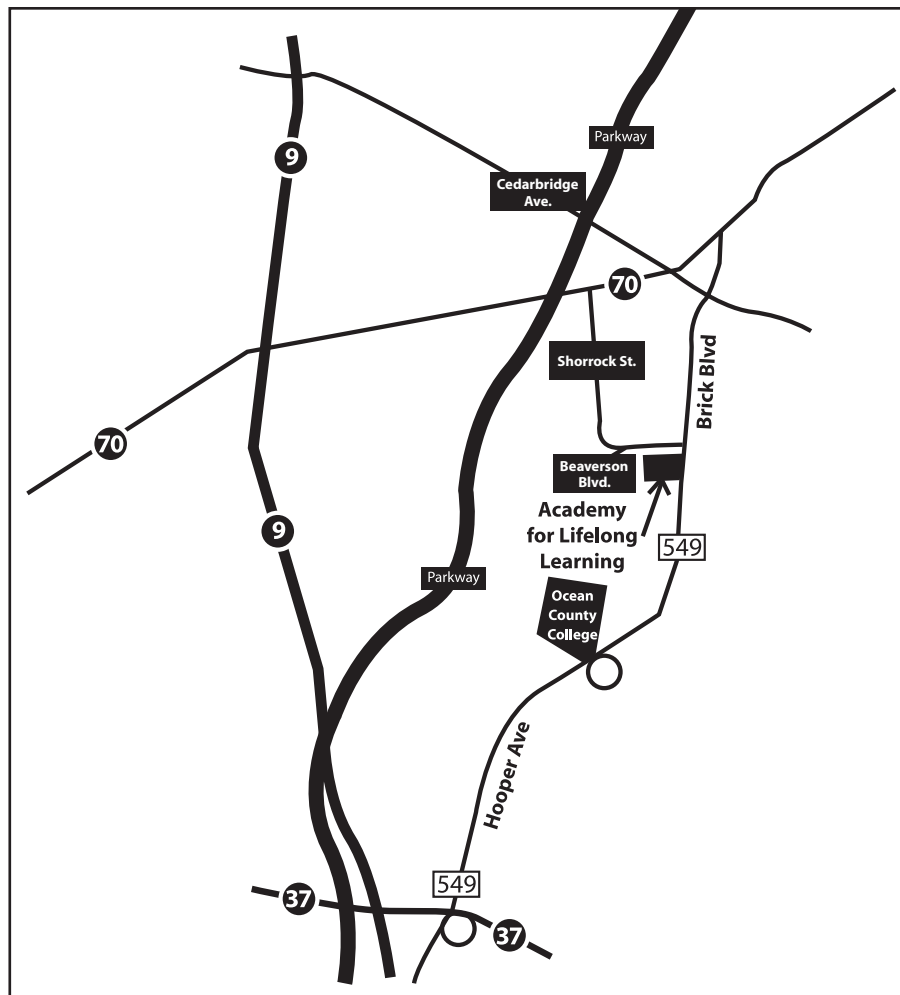 9
Parkway
Cedarbridge
Ave.
70
Shorrock St.
Brick Blvd
70
Beaverson
Blvd.
Academy
for Lifelong
Learning
9
549
Parkway
Ocean
County
College
Hooper Ave
549
37
37